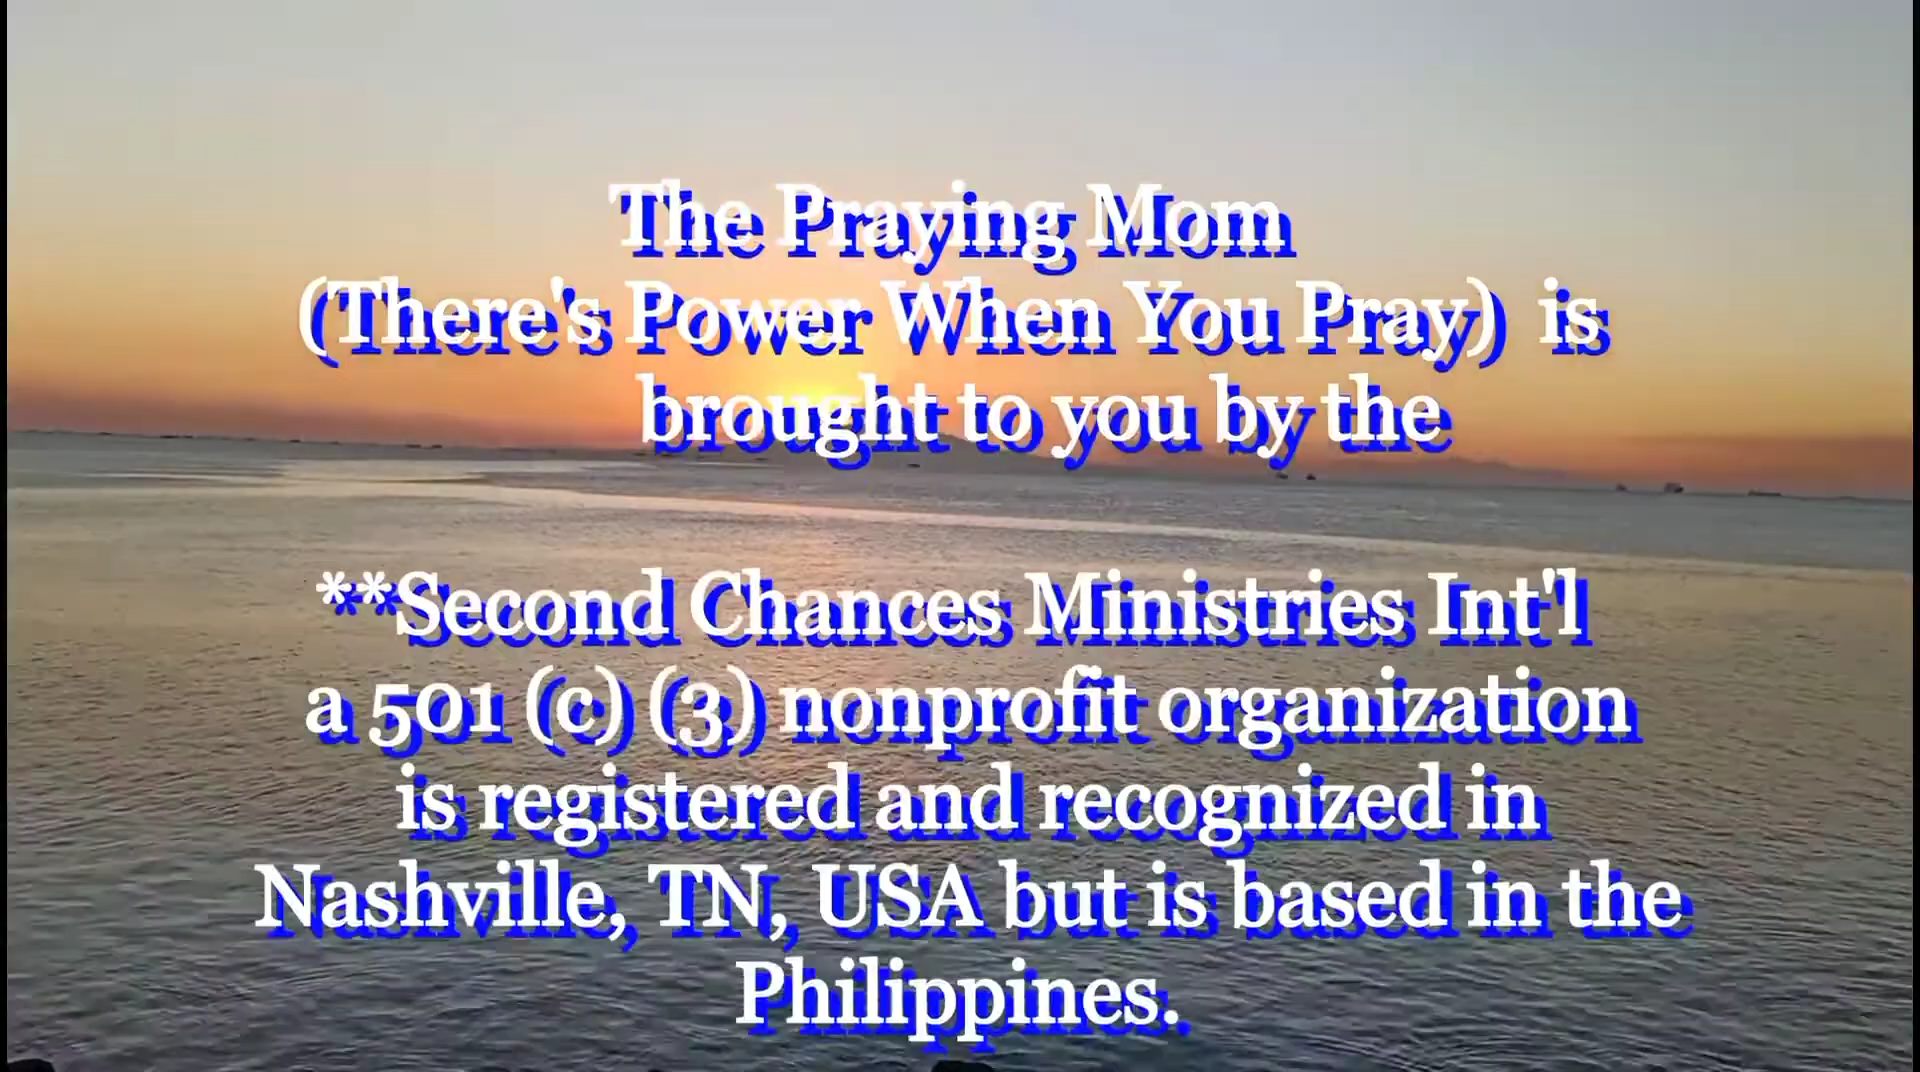 The Praying Mom
(There's Power When You Pray) is
brought to you by the
**Second Chances Ministries Int'l
a 501 (c) (3) nonprofit organization
is registered and recognized in
Nashville, TN, USA but is based in the
Philippines.